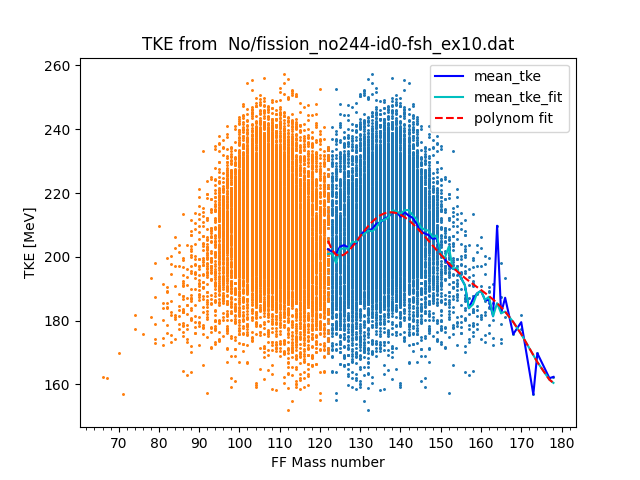 TKE from  No/fission_no244-id0-fsh_ex10.dat
260
240
220
200
180
160
TKE [MeV]
mean_tke
mean_tke_fit
polynom fit
70 80 90 100 110 120 130 140 150 160 170 180
FF Mass number